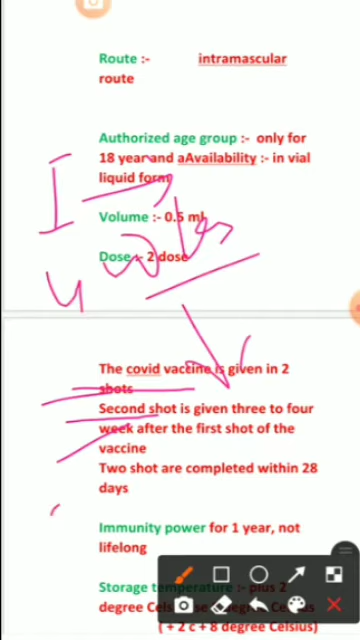 Route :- intramascular
route
Authorized age group :- only for
18 year and aAvailability :- in vial
liquid form
Volume :- 0.5 ml
Dose :- 2 dose
The covid vaccine is given in 2
shots
Second shot is given three to four
week after the first shot of the
vaccine
Two shot are completed within 28
days
Immunity power for 1 year, not
lifelong
Storage temperature :- plus 2
degree Celsius degree Celsius
( + 2 c + 8 degree Celsius)